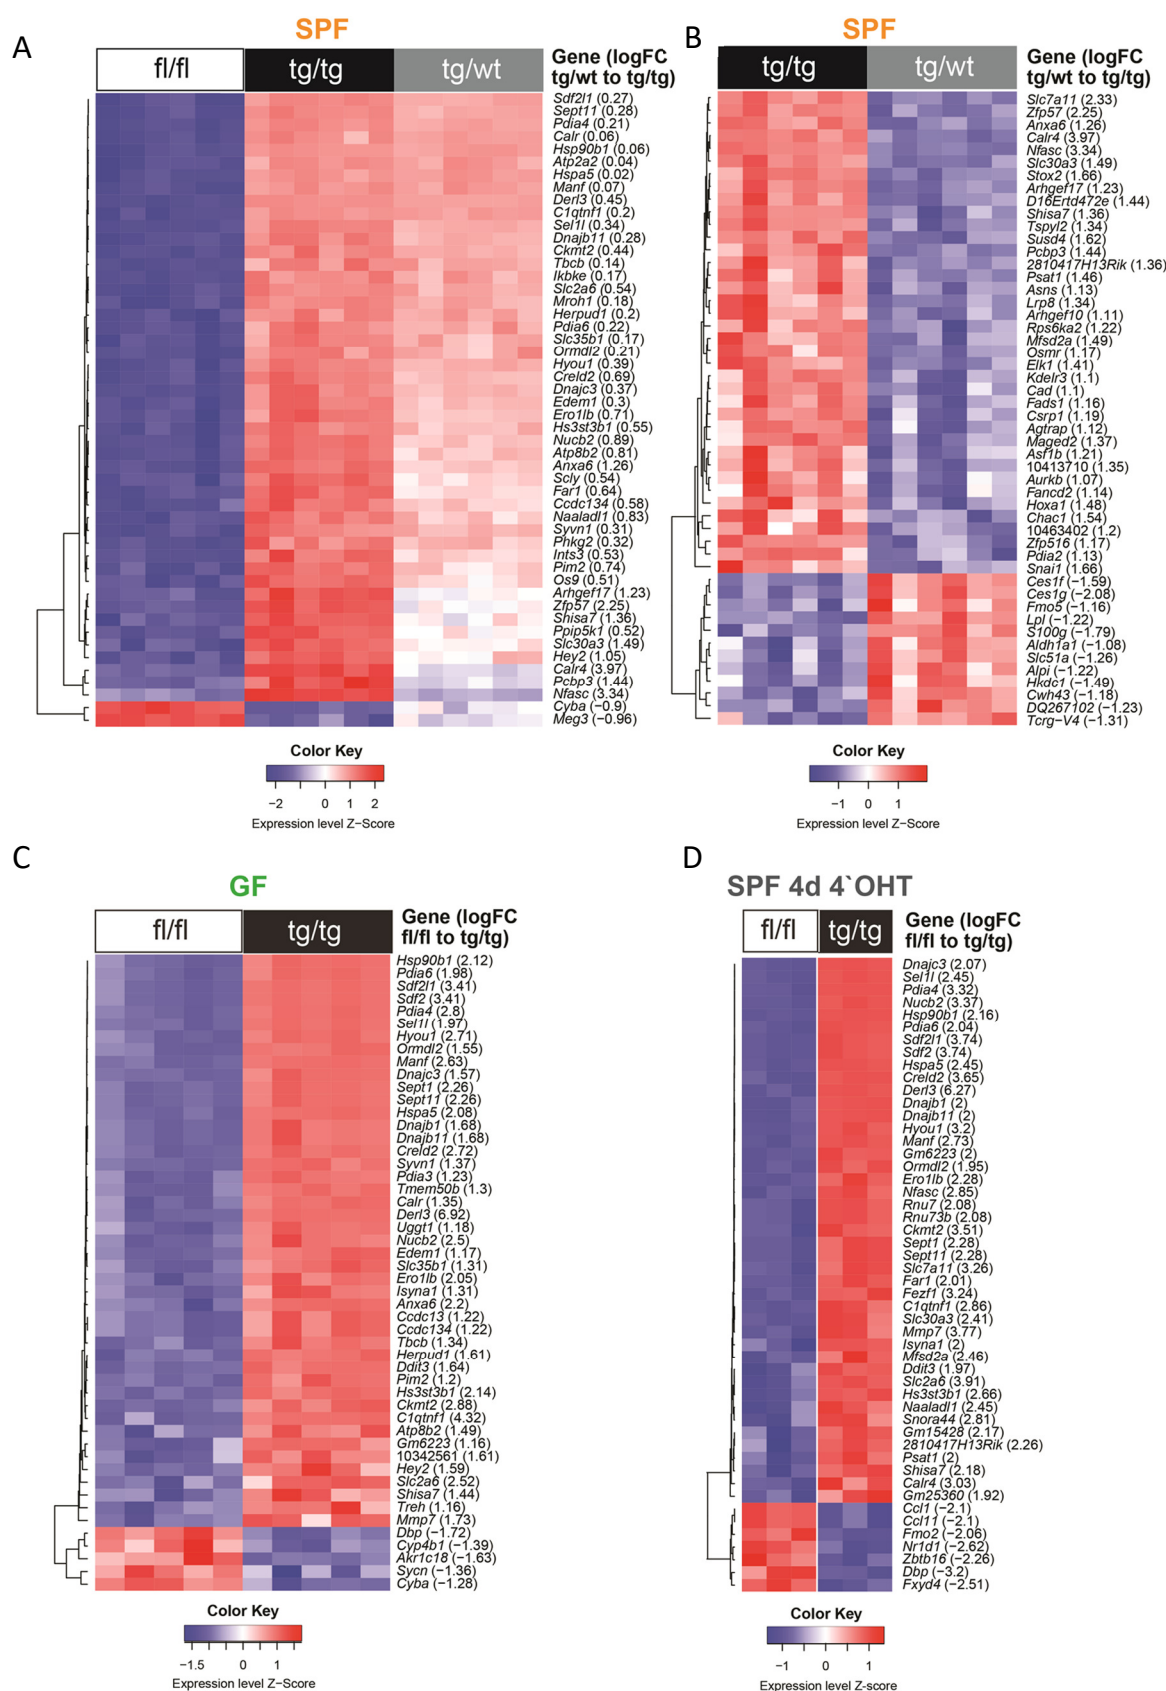 A
SPF
fl/fl
tg/tg
tg/wt
Gene (logFC
tg/wt to tg/tg)
Sdf2l1 (0.27)
Sept11 (0.28)
Pdia4 (0.21)
Calr (0.06)
Hsp90b1 (0.06)
Atp2a2 (0.04)
Hspa5 (0.02)
Manf (0.07)
Derl3 (0.45)
C1qtnf1 (0.2)
Sel1l (0.34)
Dnajb11 (0.28)
Ckmt2 (0.44)
Tbcb (0.14)
Ikbke (0.17)
Slc2a6 (0.54)
Mroh1 (0.18)
Herpud1 (0.2)
Pdia6 (0.22)
Slc35b1 (0.17)
Ormdl2 (0.21)
Hyou1 (0.39)
Creld2 (0.69)
Dnajc3 (0.37)
Edem1 (0.3)
Ero1lb (0.71)
Hs3st3b1 (0.55)
Nucb2 (0.89)
Atp8b2 (0.81)
Anxa6 (1.26)
Scly (0.54)
Far1 (0.64)
Ccdc134 (0.58)
Naaladl1 (0.83)
Syvn1 (0.31)
Phkg2 (0.32)
Ints3 (0.53)
Pim2 (0.74)
Os9 (0.51)
Arhgef17 (1.23)
Zfp57 (2.25)
Shisa7 (1.36)
Ppip5k1 (0.52)
Slc30a3 (1.49)
Hey2 (1.05)
Calr4 (3.97)
Pcbp3 (1.44)
Nfasc (3.34)
Cyba (−0.9)
Meg3 (−0.96)
Color Key
−2 0 1 2
Expression level Z−Score
B
SPF
tg/tg
tg/wt
Gene (logFC
tg/wt to tg/tg)
Slc7a11 (2.33)
Zfp57 (2.25)
Anxa6 (1.26)
Calr4 (3.97)
Nfasc (3.34)
Slc30a3 (1.49)
Stox2 (1.66)
Arhgef17 (1.23)
D16Ertd472e (1.44)
Shisa7 (1.36)
Tspyl2 (1.34)
Susd4 (1.62)
Pcbp3 (1.44)
2810417H13Rik (1.36)
Psat1 (1.46)
Asns (1.13)
Lrp8 (1.34)
Arhgef10 (1.11)
Rps6ka2 (1.22)
Mfsd2a (1.49)
Osmr (1.17)
Elk1 (1.41)
Kdelr3 (1.1)
Cad (1.1)
Fads1 (1.16)
Csrp1 (1.19)
Agtrap (1.12)
Maged2 (1.37)
Asf1b (1.21)
10413710 (1.35)
Aurkb (1.07)
Fancd2 (1.14)
Hoxa1 (1.48)
Chac1 (1.54)
10463402 (1.2)
Zfp516 (1.17)
Pdia2 (1.13)
Snai1 (1.66)
Ces1f (−1.59)
Ces1g (−2.08)
Fmo5 (−1.16)
Lpl (−1.22)
S100g (−1.79)
Aldh1a1 (−1.08)
Slc51a (−1.26)
Alpi (−1.22)
Hkdc1 (−1.49)
Cwh43 (−1.18)
DQ267102 (−1.23)
Tcrg−V4 (−1.31)
Color Key
−1 0 1
Expression level Z−Score
C
GF
fl/fl
tg/tg
Gene (logFC
fl/fl to tg/tg)
Hsp90b1 (2.12)
Pdia6 (1.98)
Sdf2l1 (3.41)
Sdf2 (3.41)
Pdia4 (2.8)
Sel1l (1.97)
Hyou1 (2.71)
Ormdl2 (1.55)
Manf (2.63)
Dnajc3 (1.57)
Sept1 (2.26)
Sept11 (2.26)
Hspa5 (2.08)
Dnajb1 (1.68)
Dnajb11 (1.68)
Creld2 (2.72)
Syvn1 (1.37)
Pdia3 (1.23)
Tmem50b (1.3)
Calr (1.35)
Derl3 (6.92)
Uggt1 (1.18)
Nucb2 (2.5)
Edem1 (1.17)
Slc35b1 (1.31)
Ero1lb (2.05)
Isyna1 (1.31)
Anxa6 (2.2)
Ccdc13 (1.22)
Ccdc134 (1.22)
Tbcb (1.34)
Herpud1 (1.61)
Ddit3 (1.64)
Pim2 (1.2)
Hs3st3b1 (2.14)
Ckmt2 (2.88)
C1qtnf1 (4.32)
Atp8b2 (1.49)
Gm6223 (1.16)
10342561 (1.61)
Hey2 (1.59)
Slc2a6 (2.52)
Shisa7 (1.44)
Treh (1.16)
Mmp7 (1.73)
Dbp (−1.72)
Cyp4b1 (−1.39)
Akr1c18 (−1.63)
Sycn (−1.36)
Cyba (−1.28)
Color Key
−1.5 0 1
Expression level Z−Score
D
SPF 4d 4`OHT
fl/fl
tg/tg
Gene (logFC
fl/fl to tg/tg)
Dnajc3 (2.07)
Sel1l (2.45)
Pdia4 (3.32)
Nucb2 (3.37)
Hsp90b1 (2.16)
Pdia6 (2.04)
Sdf2l1 (3.74)
Sdf2 (3.74)
Hspa5 (2.45)
Creld2 (3.65)
Derl3 (6.27)
Dnajb1 (2)
Dnajb11 (2)
Hyou1 (3.2)
Manf (2.73)
Gm6223 (2)
Ormdl2 (1.95)
Ero1lb (2.28)
Nfasc (2.85)
Rnu7 (2.08)
Rnu73b (2.08)
Ckmt2 (3.51)
Sept1 (2.28)
Sept11 (2.28)
Slc7a11 (3.26)
Far1 (2.01)
Fezf1 (3.24)
C1qtnf1 (2.86)
Slc30a3 (2.41)
Mmp7 (3.77)
Isyna1 (2)
Mfsd2a (2.46)
Ddit3 (1.97)
Slc2a6 (3.91)
Hs3st3b1 (2.66)
Naaladl1 (2.45)
Snora44 (2.81)
Gm15428 (2.17)
2810417H13Rik (2.26)
Psat1 (2)
Shisa7 (2.18)
Calr4 (3.03)
Gm25360 (1.92)
Ccl1 (−2.1)
Ccl11 (−2.1)
Fmo2 (−2.06)
Nr1d1 (−2.62)
Zbtb16 (−2.26)
Dbp (−3.2)
Fxyd4 (−2.51)
Color Key
−1 0 1
Expression level Z−score